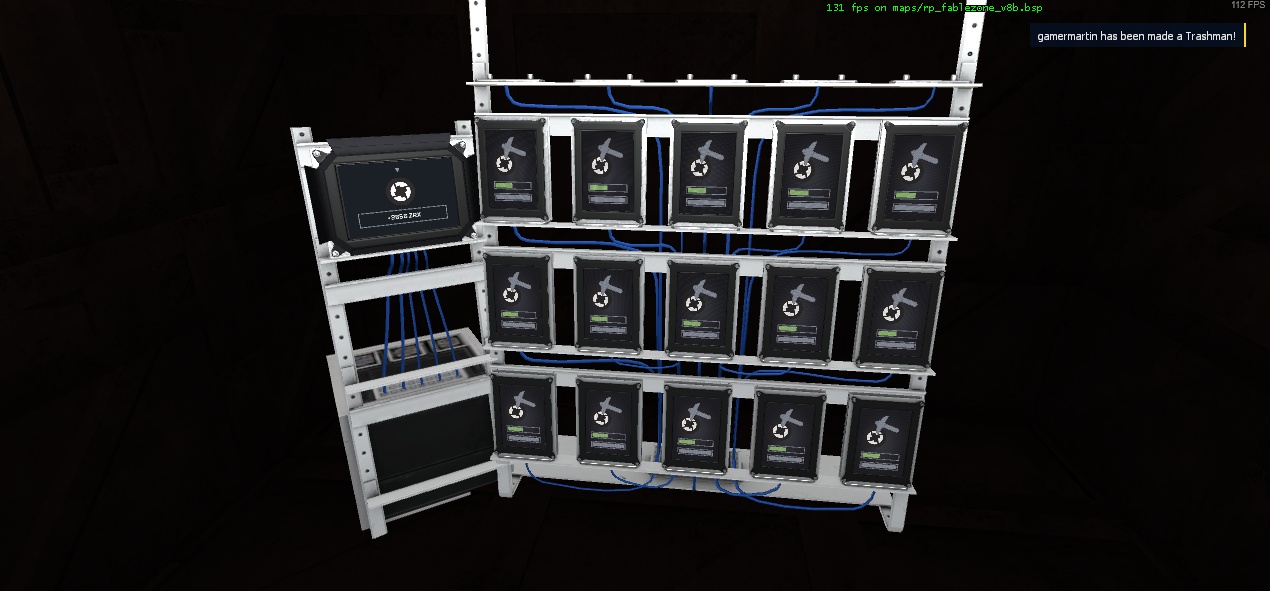 131 fps on maps/rp_fablezone_v8b.bsp
112 FPS
gamermartin has been made a Trashman!